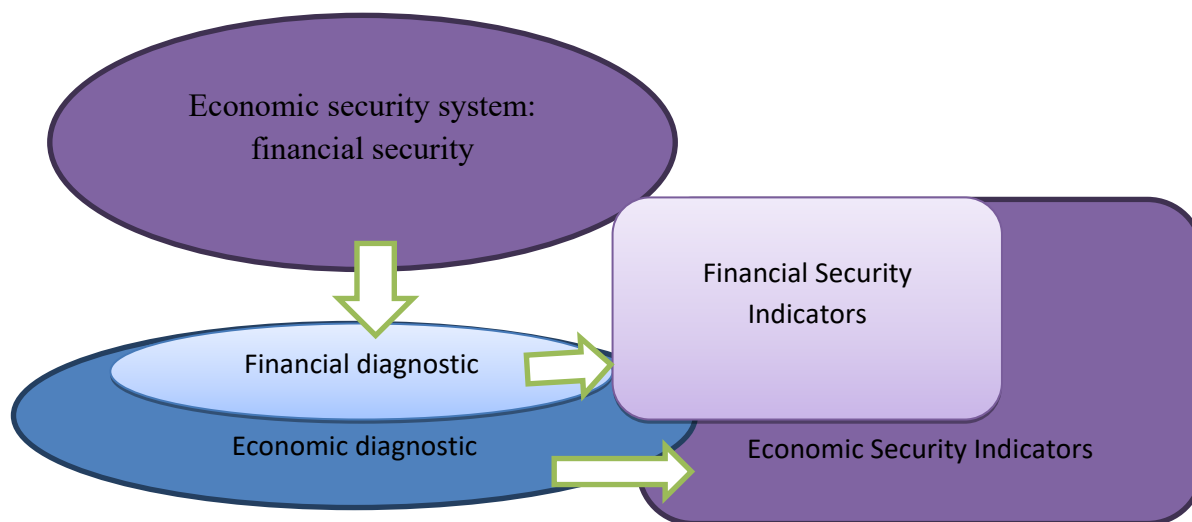 Economic security system:
financial security
Financial Security
Indicators
Financial diagnostic
Economic diagnostic
Economic Security Indicators